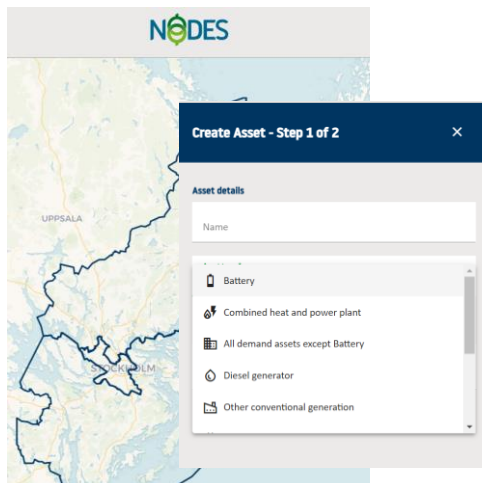 NODES
Create Asset - Step 1 of 2
Asset details
UPPSALA
Name
Battery
Combined heat and power plant
All demand assets except Battery
STOCKHOLM
Diesel generator
Other conventional generation